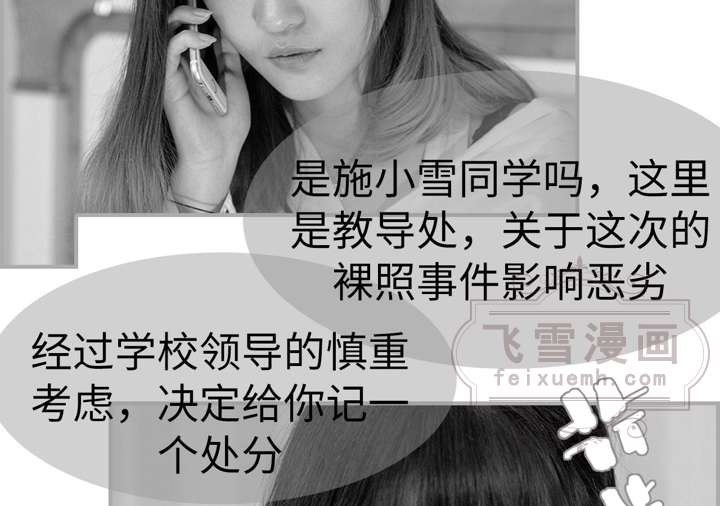 是施小雪同学吗，这里
是教导处，关于这次的
裸照事件影响恶劣
飞雪漫画
feixuemh.com
经过学校领导的慎重
考虑，决定给你记一
个处分